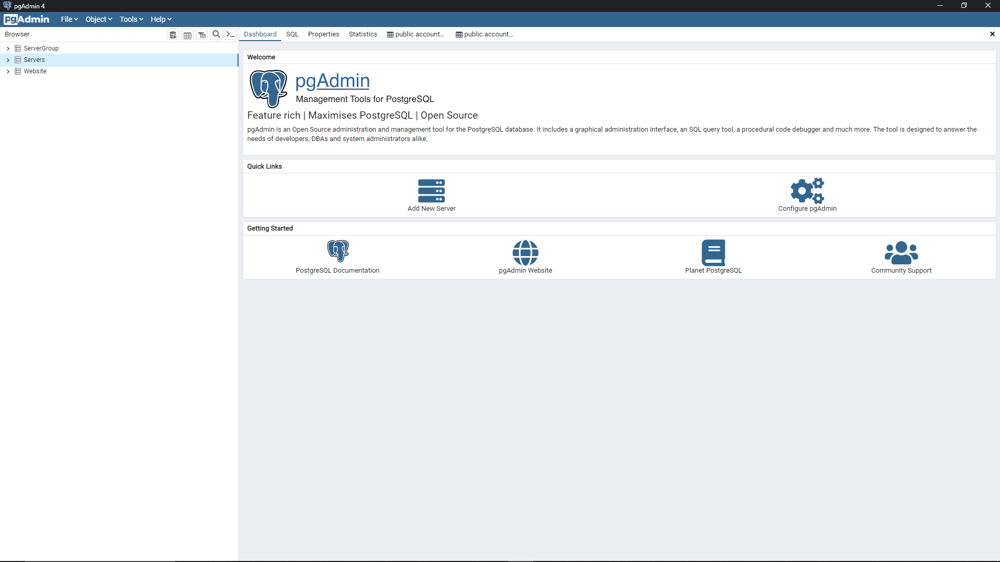 pgAdmin 4
pgAdmin File Object Tools Help
Browser
Dashboard SQL Properties Statistics public.account... public.account...
ServerGroup
Servers
Website
Welcome
pgAdmin
Management Tools for PostgreSQL
Feature rich | Maximises PostgreSQL | Open Source
pgAdmin is an Open Source administration and management tool for the PostgreSQL database. It includes a graphical administration interface, an SQL query tool, a procedural code debugger and much more. The tool is designed to answer the
needs of developers, DBAs and system administrators alike.
Quick Links
Add New Server
Configure pgAdmin
Getting Started
PostgreSQL Documentation
pgAdmin Website
Planet PostgreSQL
Community Support